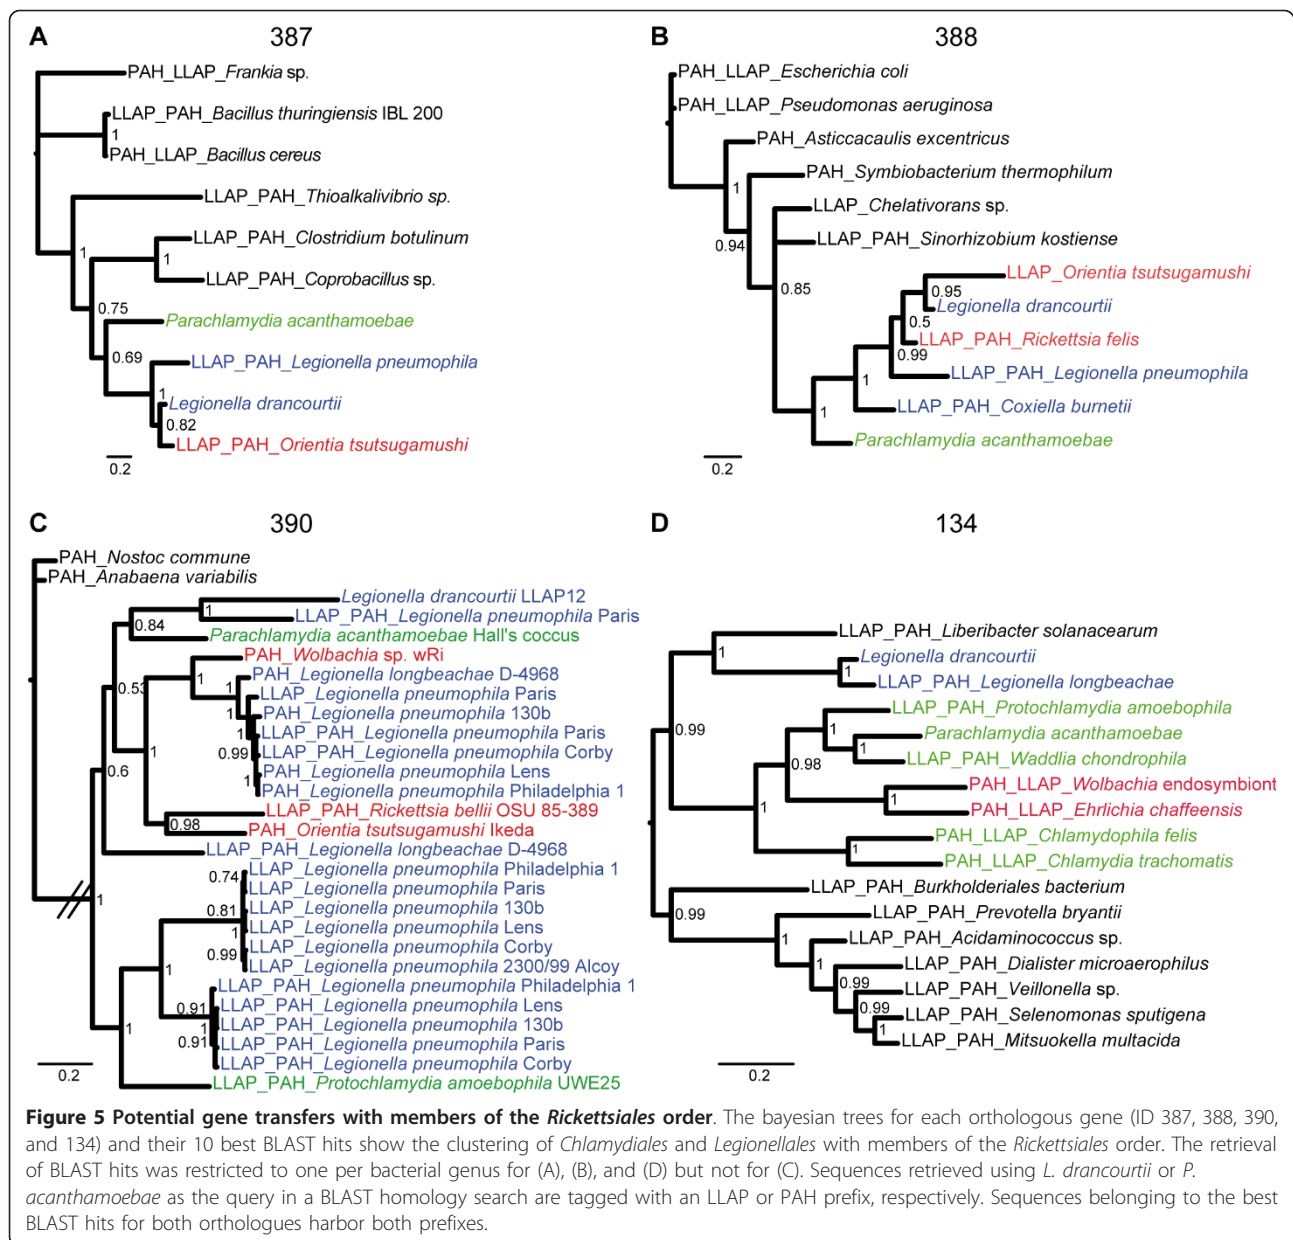 A
387
PAH_LLAP_Frankia sp.
LLAP_PAH_Bacillus thuringiensis IBL 200
1
PAH_LLAP_Bacillus cereus
LLAP_PAH_Thioalkalivibrio sp.
LLAP_PAH_Clostridium botulinum
1
1
LLAP_PAH_Coprobacillus sp.
0.75
Parachlamydia acanthamoebae
0.69
LLAP_PAH_Legionella pneumophila
1
Legionella drancourtii
0.82
LLAP_PAH_Orientia tsutsugamushi
0.2
B
388
PAH_LLAP_Escherichia coli
PAH_LLAP_Pseudomonas aeruginosa
PAH_Asticcacaulis excentricus
1
PAH_Symbiobacterium thermophilum
LLAP_Chelativorans sp.
0.94
LLAP_PAH_Sinorhizobium kostiense
LLAP_Orientia tsutsugamushi
0.85
0.95
Legionella drancourtii
0.5
LLAP_PAH_Rickettsia felis
0.99
LLAP_PAH_Legionella pneumophila
1
LLAP_PAH_Coxiella burnetii
1
Parachlamydia acanthamoebae
0.2
C
390
PAH_Nostoc commune
PAH_Anabaena variabilis
Legionella drancourtii LLAP12
1
LLAP_PAH_Legionella pneumophila Paris
0.84
Parachlamydia acanthamoebae Hall's coccus
PAH_Wolbachia sp. wRi
1
PAH_Legionella longbeachae D-4968
0.53
1
LLAP_Legionella pneumophila Paris
1
PAH_Legionella pneumophila 130b
1
LLAP_PAH_Legionella pneumophila Paris
0.99
LLAP_PAH_Legionella pneumophila Corby
1
0.6
PAH_Legionella pneumophila Lens
1
PAH_Legionella pneumophila Philadelphia 1
LLAP_PAH_Rickettsia bellii OSU 85-389
0.98
PAH_Orientia tsutsugamushi Ikeda
LLAP_PAH_Legionella longbeachae D-4968
LLAP_PAH_Legionella pneumophila Philadelphia 1
0.74
LLAP_PAH_Legionella pneumophila Paris
1
0.81
LLAP_PAH_Legionella pneumophila 130b
1
LLAP_PAH_Legionella pneumophila Lens
0.99
LLAP_PAH_Legionella pneumophila Corby
1
LLAP_Legionella pneumophila 2300/99 Alcoy
LLAP_PAH_Legionella pneumophila Philadelphia 1
0.91
LLAP_PAH_Legionella pneumophila Lens
1
1
LLAP_PAH_Legionella pneumophila 130b
0.91
LLAP_PAH_Legionella pneumophila Paris
LLAP_PAH_Legionella pneumophila Corby
0.2
LLAP_PAH_Protochlamydia amoebophila UWE25
D
134
LLAP_PAH_Liberibacter solanacearum
1
Legionella drancourtii
1
LLAP_PAH_Legionella longbeachae
LLAP_PAH_Protochlamydia amoebophila
0.99
1
Parachlamydia acanthamoebae
1
0.98
LLAP_PAH_Waddlia chondrophila
PAH_LLAP_Wolbachia endosymbiont
1
1
PAH_LLAP_Ehrlichia chaffeensis
PAH_LLAP_Chlamydophila felis
1
PAH_LLAP_Chlamydia trachomatis
LLAP_PAH_Burkholderiales bacterium
0.99
LLAP_PAH_Prevotella bryantii
1
LLAP_PAH_Acidaminococcus sp.
1
LLAP_PAH_Dialister microaerophilus
0.99
LLAP_PAH_Veillonella sp.
0.99
LLAP_PAH_Selenomonas sputigena
1
LLAP_PAH_Mitsuokella multacida
0.2
Figure 5 Potential gene transfers with members of the Rickettsiales order. The bayesian trees for each orthologous gene (ID 387, 388, 390,
and 134) and their 10 best BLAST hits show the clustering of Chlamydiales and Legionellales with members of the Rickettsiales order. The retrieval
of BLAST hits was restricted to one per bacterial genus for (A), (B), and (D) but not for (C). Sequences retrieved using L. drancourtii or P.
acanthamoebae as the query in a BLAST homology search are tagged with an LLAP or PAH prefix, respectively. Sequences belonging to the best
BLAST hits for both orthologues harbor both prefixes.